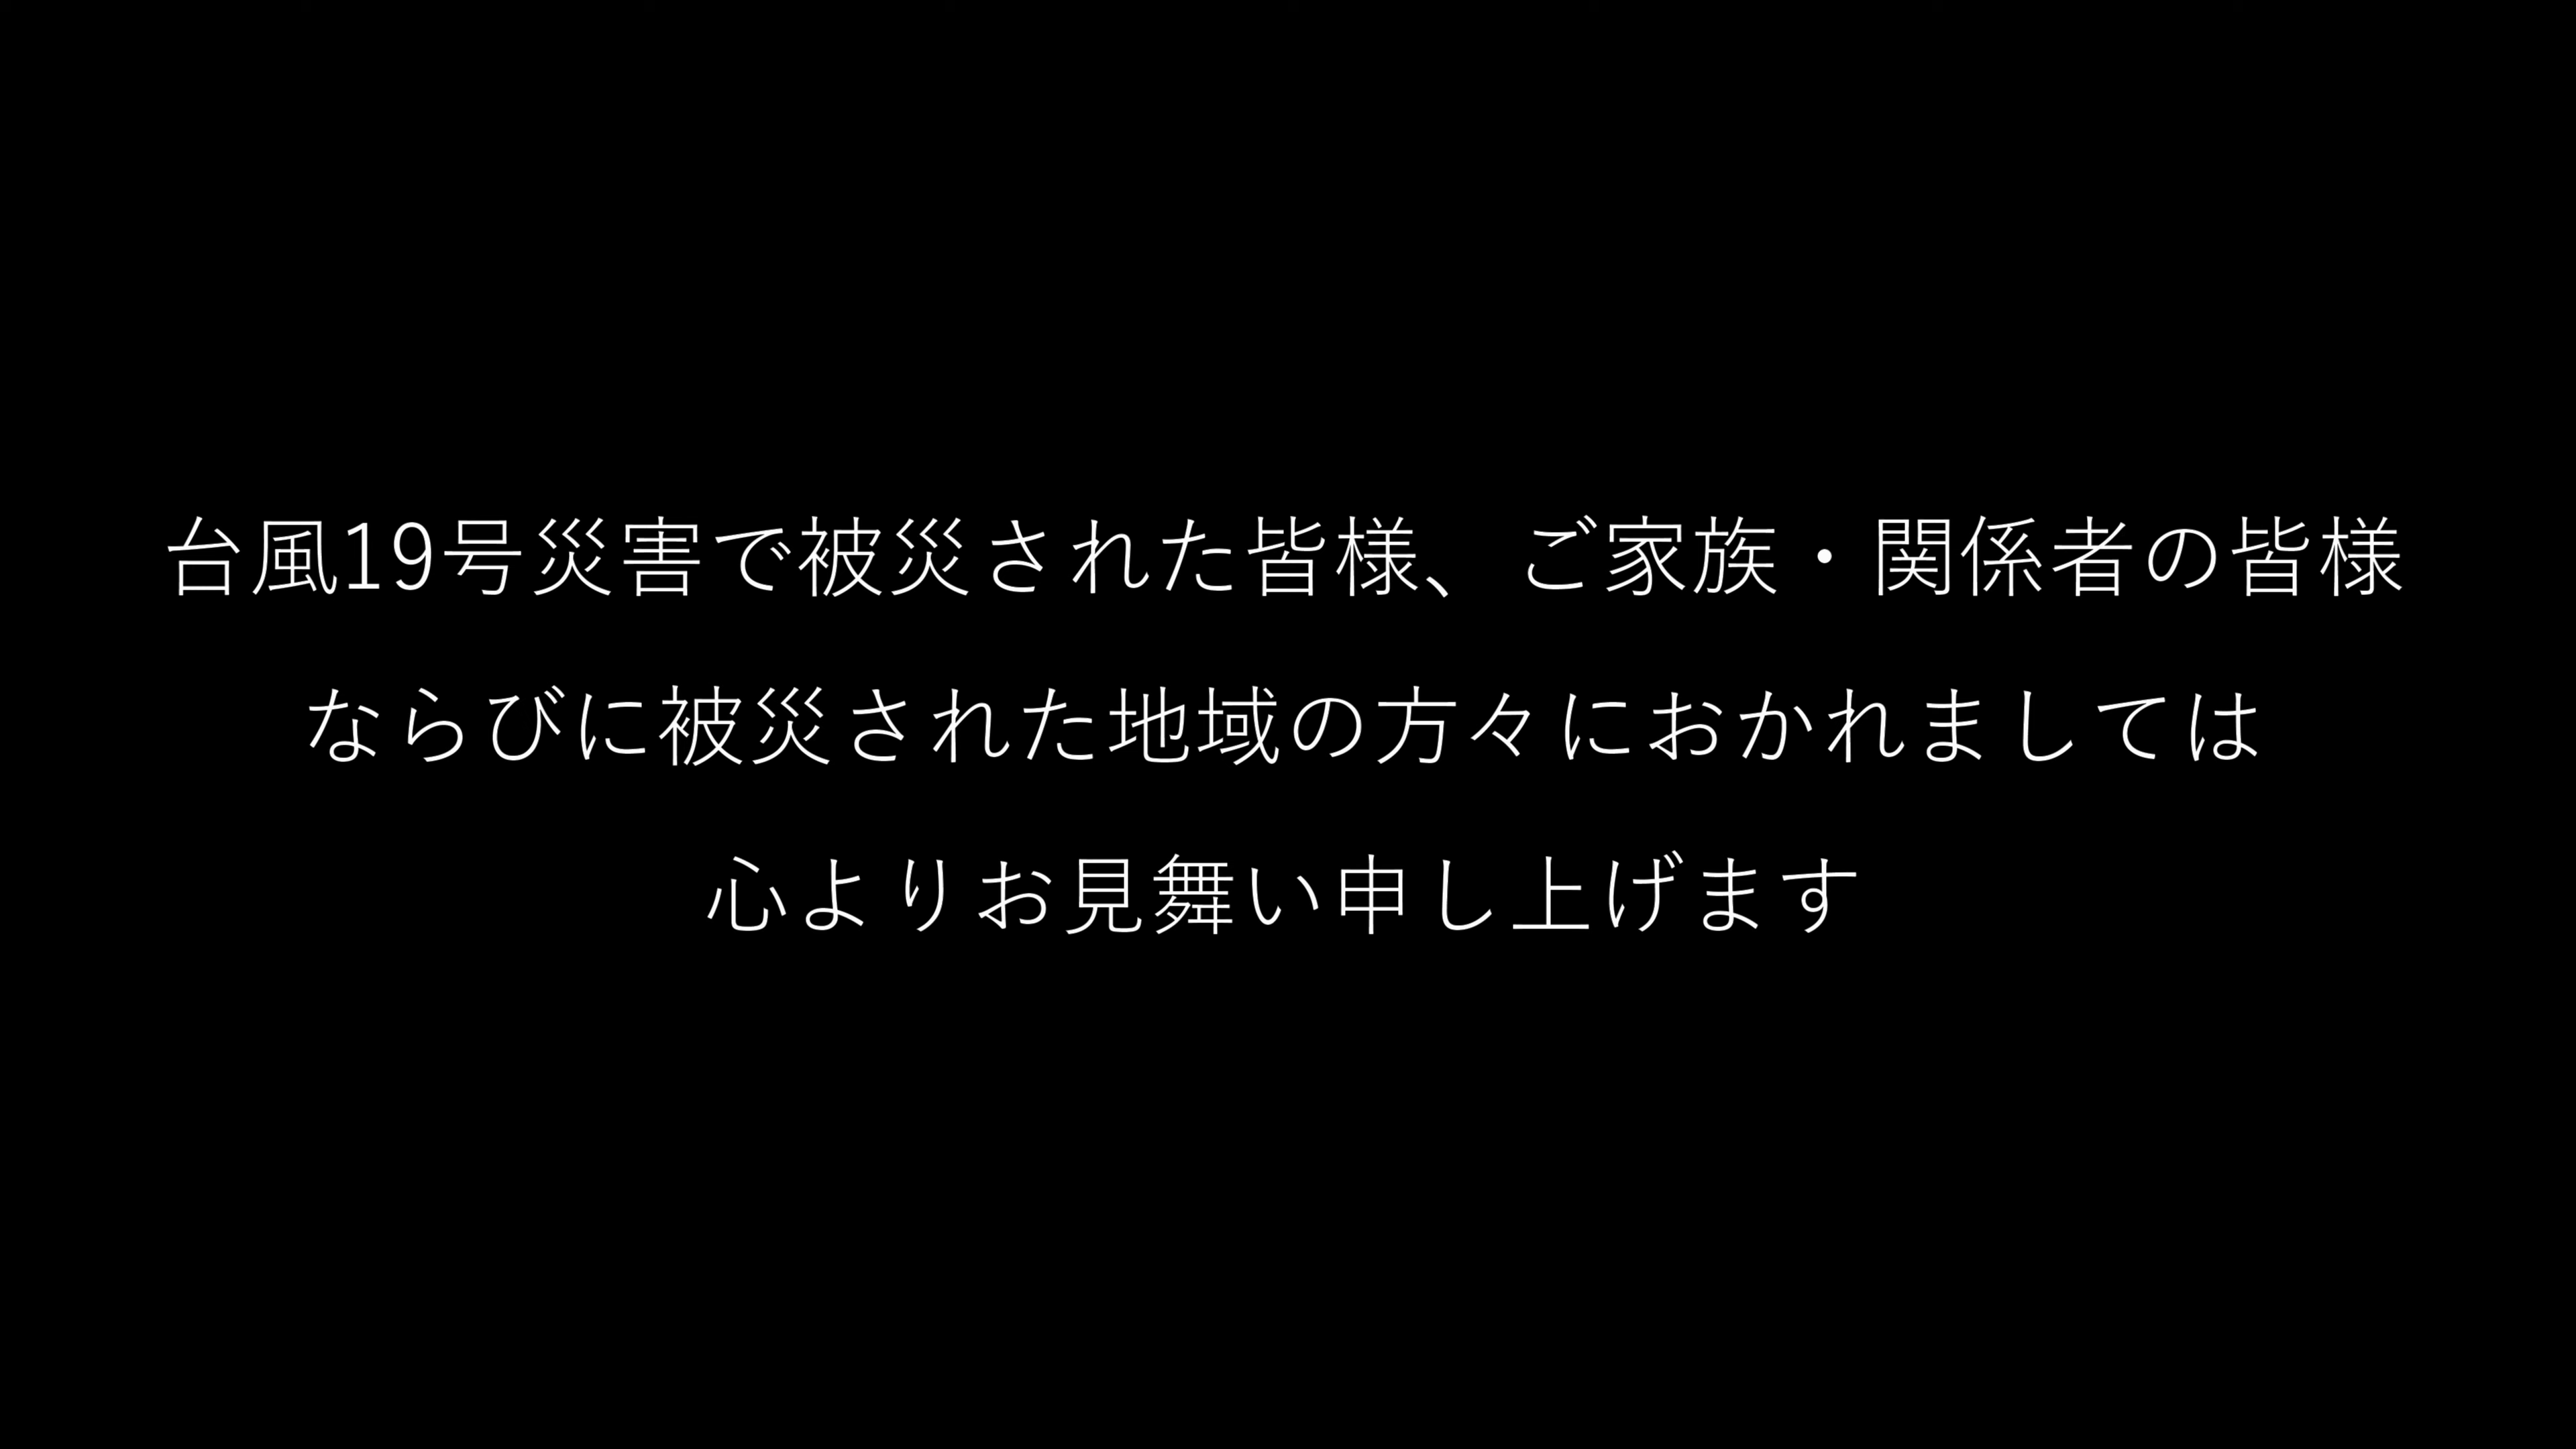 台風19号災害で被災された皆様、ご家族・関係者の皆様
ならびに被災された地域の方々におかれましては
心よりお見舞い申し上げます